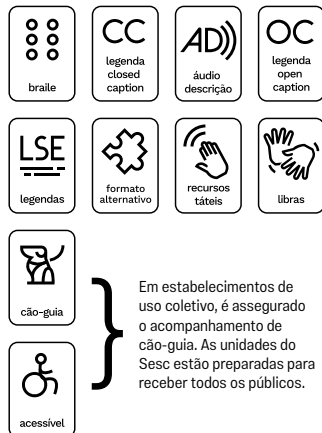 braile
CC
legenda
closed
caption
AD))
áudio
descrição
OC
legenda
open
caption
LSE
legendas
formato
alternativo
recursos
táteis
libras
cão-guia
acessível
Em estabelecimentos de
uso coletivo, é assegurado
o acompanhamento de
cão-guia. As unidades do
Sesc estão preparadas para
receber todos os públicos.